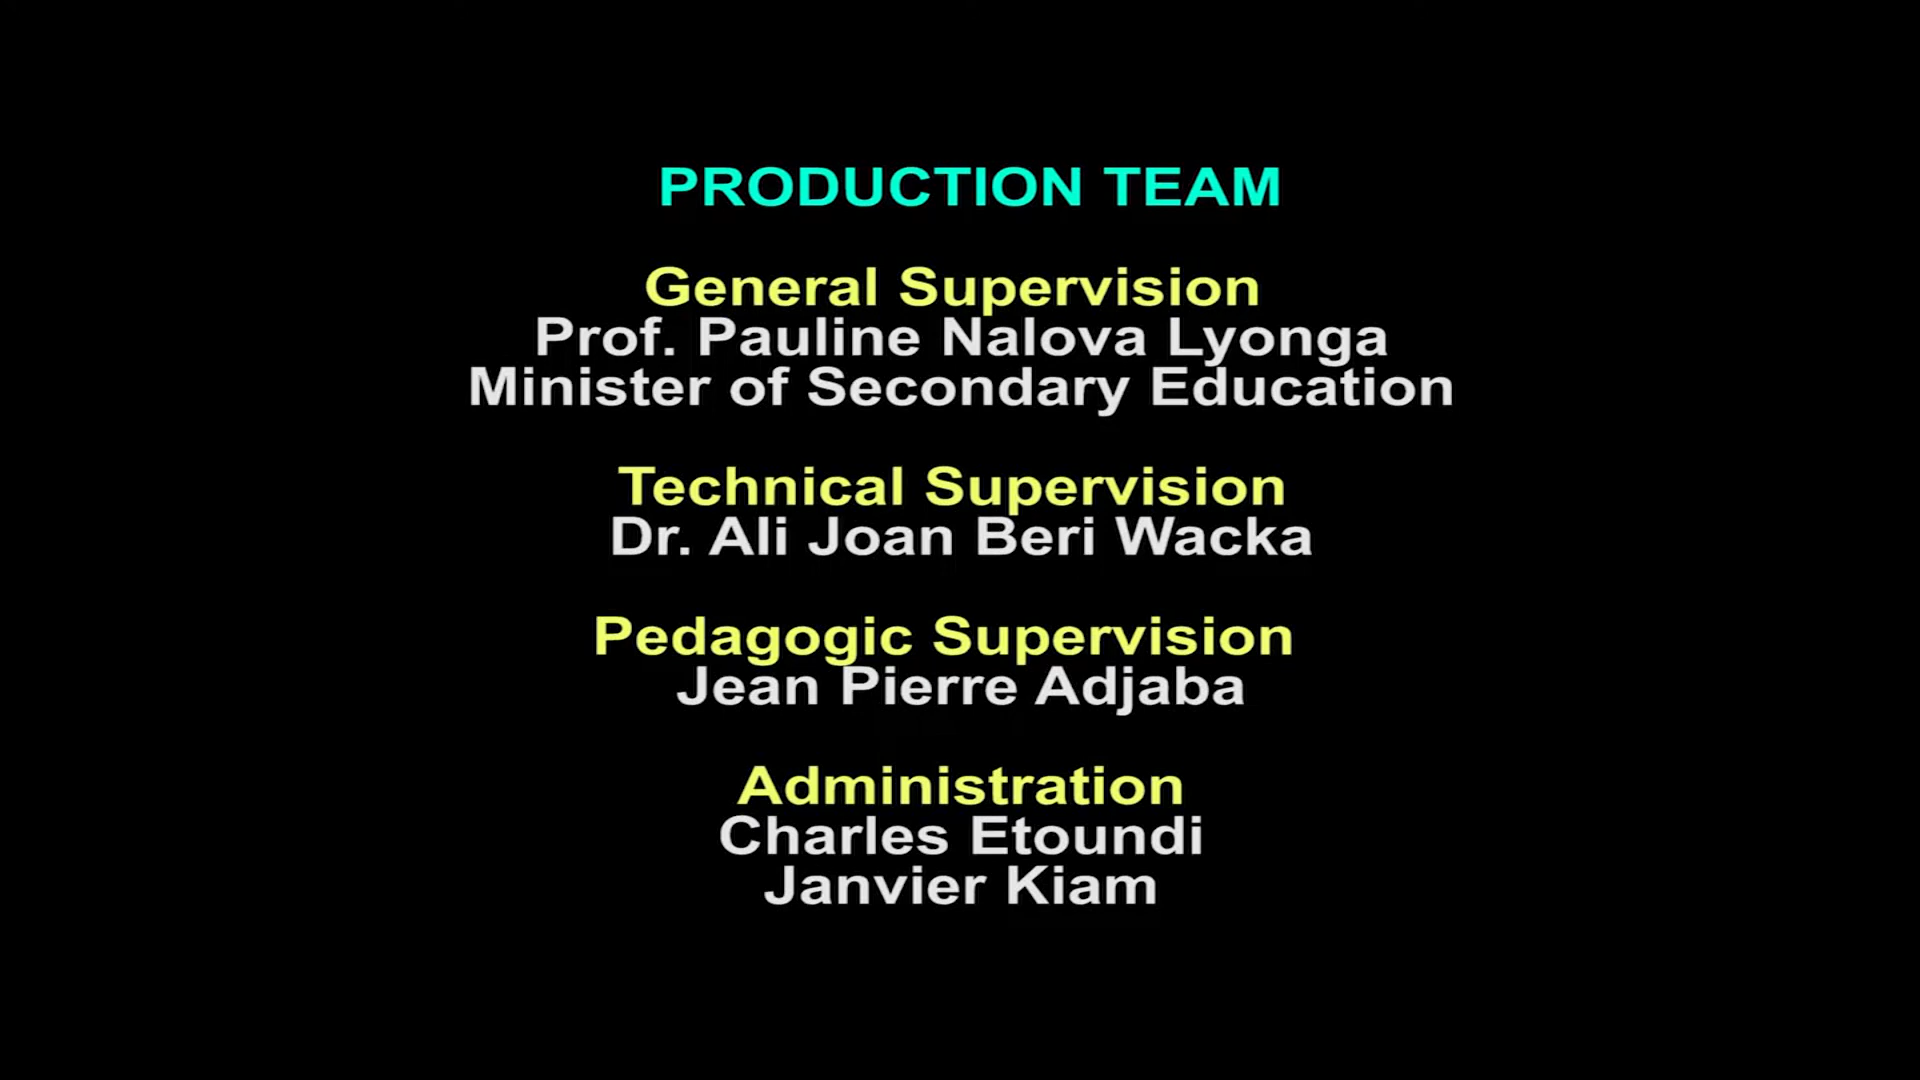 PRODUCTION TEAM
General Supervision
Prof. Pauline Nalova Lyonga
Minister of Secondary Education
Technical Supervision
Dr. Ali Joan Beri Wacka
Pedagogic Supervision
Jean Pierre Adjaba
Administration
Charles Etoundi
Janvier Kiam